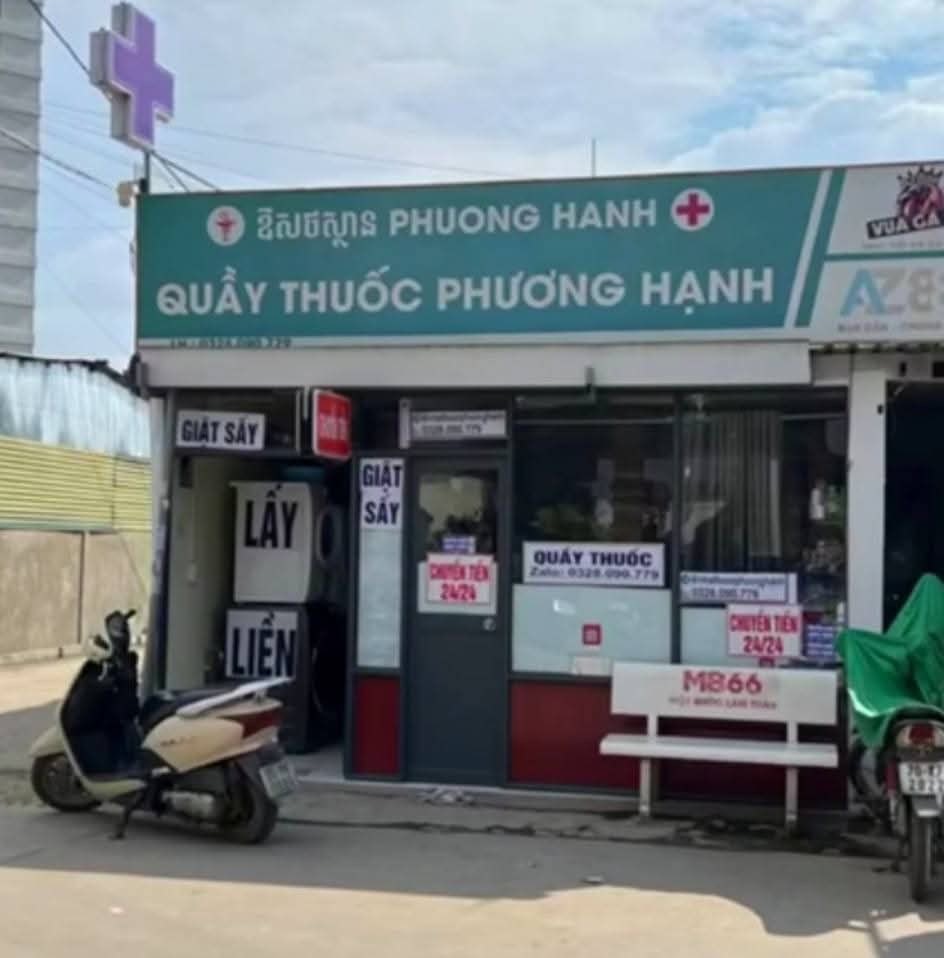 ឱសថស្ថាន PHUONG HANH
QUẦY THUỐC PHƯƠNG HẠNH
VUA GÀ
GIẶT SẤY
GIẶT
SẤY
LẤY
LIỀN
0328.090.779
CHUYỂN TIỀN
24/24
QUẦY THUỐC
Zalo: 0328.090.779
0328.090.779
CHUYỂN TIỀN
24/24
M866